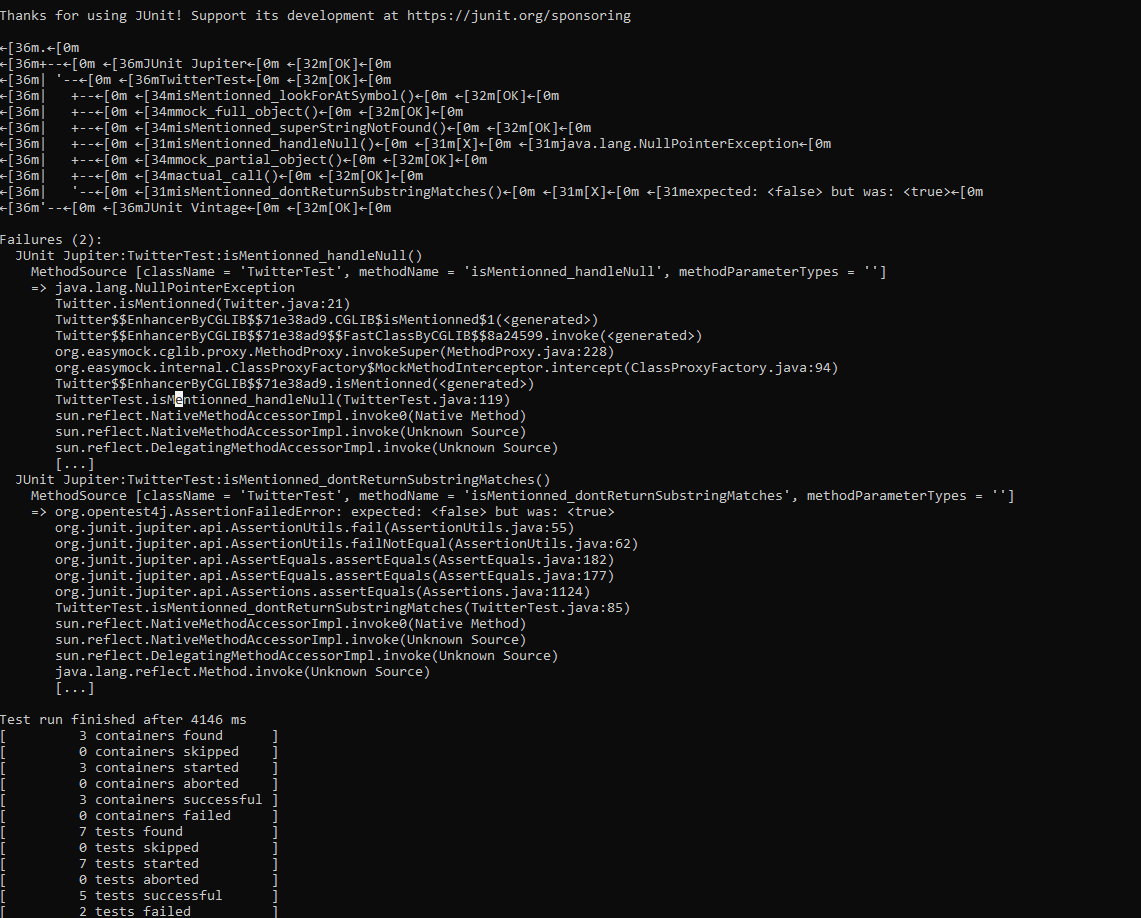 Thanks for using JUnit! Support its development at https://junit.org/sponsoring

←[36m.←[0m
←[36m+--←[0m ←[36mJUnit Jupiter←[0m ←[32m[OK]←[0m
←[36m| '--←[0m ←[36mTwitterTest←[0m ←[32m[OK]←[0m
←[36m|   +--←[0m ←[34misMentionned_lookForAtSymbol()←[0m ←[32m[OK]←[0m
←[36m|   +--←[0m ←[34mmock_full_object()←[0m ←[32m[OK]←[0m
←[36m|   +--←[0m ←[34misMentionned_superStringNotFound()←[0m ←[32m[OK]←[0m
←[36m|   +--←[0m ←[31misMentionned_handleNull()←[0m ←[31m[X]←[0m ←[31mjava.lang.NullPointerException←[0m
←[36m|   +--←[0m ←[34mmock_partial_object()←[0m ←[32m[OK]←[0m
←[36m|   +--←[0m ←[34mactual_call()←[0m ←[32m[OK]←[0m
←[36m|   '--←[0m ←[31misMentionned_dontReturnSubstringMatches()←[0m ←[31m[X]←[0m ←[31mexpected: <false> but was: <true>←[0m
←[36m'--←[0m ←[36mJUnit Vintage←[0m ←[32m[OK]←[0m

Failures (2):
  JUnit Jupiter:TwitterTest:isMentionned_handleNull()
    MethodSource [className = 'TwitterTest', methodName = 'isMentionned_handleNull', methodParameterTypes = '']
    => java.lang.NullPointerException
       Twitter.isMentionned(Twitter.java:21)
       Twitter$$EnhancerByCGLIB$$71e38ad9.CGLIB$isMentionned$1(<generated>)
       Twitter$$EnhancerByCGLIB$$71e38ad9$$FastClassByCGLIB$$8a24599.invoke(<generated>)
       org.easymock.cglib.proxy.MethodProxy.invokeSuper(MethodProxy.java:228)
       org.easymock.internal.ClassProxyFactory$MockMethodInterceptor.intercept(ClassProxyFactory.java:94)
       Twitter$$EnhancerByCGLIB$$71e38ad9.isMentionned(<generated>)
       TwitterTest.isMentionned_handleNull(TwitterTest.java:119)
       sun.reflect.NativeMethodAccessorImpl.invoke0(Native Method)
       sun.reflect.NativeMethodAccessorImpl.invoke(Unknown Source)
       sun.reflect.DelegatingMethodAccessorImpl.invoke(Unknown Source)
       [...]
  JUnit Jupiter:TwitterTest:isMentionned_dontReturnSubstringMatches()
    MethodSource [className = 'TwitterTest', methodName = 'isMentionned_dontReturnSubstringMatches', methodParameterTypes = '']
    => org.opentest4j.AssertionFailedError: expected: <false> but was: <true>
       org.junit.jupiter.api.AssertionUtils.fail(AssertionUtils.java:55)
       org.junit.jupiter.api.AssertionUtils.failNotEqual(AssertionUtils.java:62)
       org.junit.jupiter.api.AssertEquals.assertEquals(AssertEquals.java:182)
       org.junit.jupiter.api.AssertEquals.assertEquals(AssertEquals.java:177)
       org.junit.jupiter.api.Assertions.assertEquals(Assertions.java:1124)
       TwitterTest.isMentionned_dontReturnSubstringMatches(TwitterTest.java:85)
       sun.reflect.NativeMethodAccessorImpl.invoke0(Native Method)
       sun.reflect.NativeMethodAccessorImpl.invoke(Unknown Source)
       sun.reflect.DelegatingMethodAccessorImpl.invoke(Unknown Source)
       java.lang.reflect.Method.invoke(Unknown Source)
       [...]

Test run finished after 4146 ms
[         3 containers found      ]
[         0 containers skipped    ]
[         3 containers started    ]
[         0 containers aborted    ]
[         3 containers successful ]
[         0 containers failed     ]
[         7 tests found           ]
[         0 tests skipped         ]
[         7 tests started         ]
[         0 tests aborted         ]
[         5 tests successful      ]
[         2 tests failed          ]